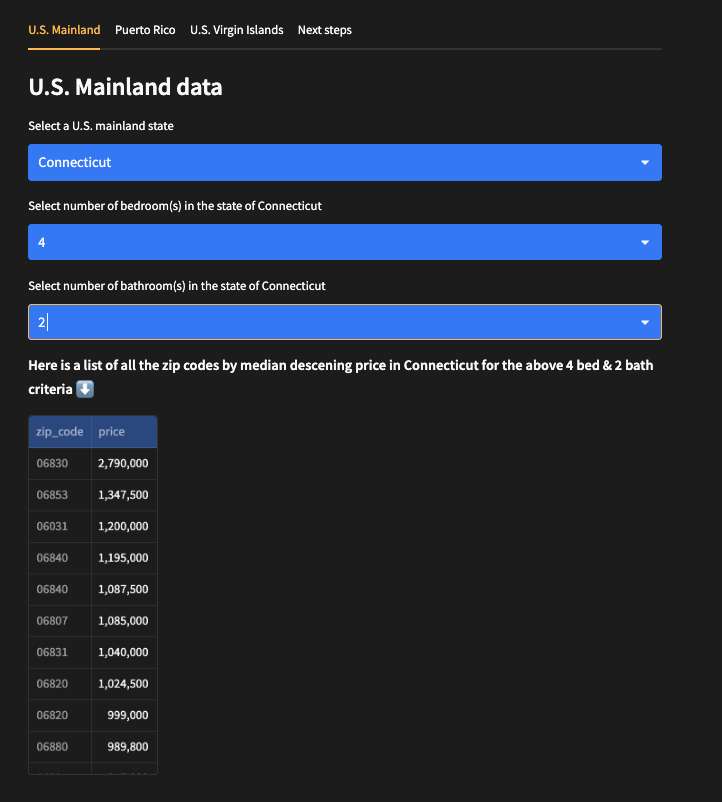 U.S. Mainland Puerto Rico U.S. Virgin Islands Next steps
U.S. Mainland data
Select a U.S. mainland state
Connecticut
Select number of bedroom(s) in the state of Connecticut
4
Select number of bathroom(s) in the state of Connecticut
2
Here is a list of all the zip codes by median descening price in Connecticut for the above 4 bed & 2 bath
criteria ⬇️
zip_code price
06830 2,790,000
06853 1,347,500
06031 1,200,000
06840 1,195,000
06840 1,087,500
06807 1,085,000
06831 1,040,000
06820 1,024,500
06820 999,000
06880 989,800